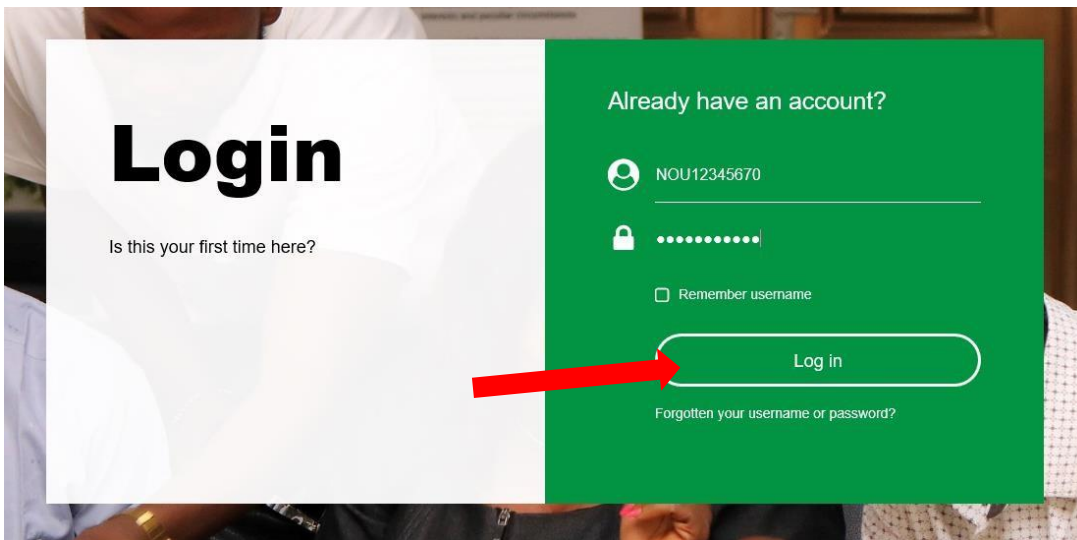 Login
Is this your first time here?
Already have an account?
NOU12345670
•••••••••••
Remember username
Log in
Forgotten your username or password?